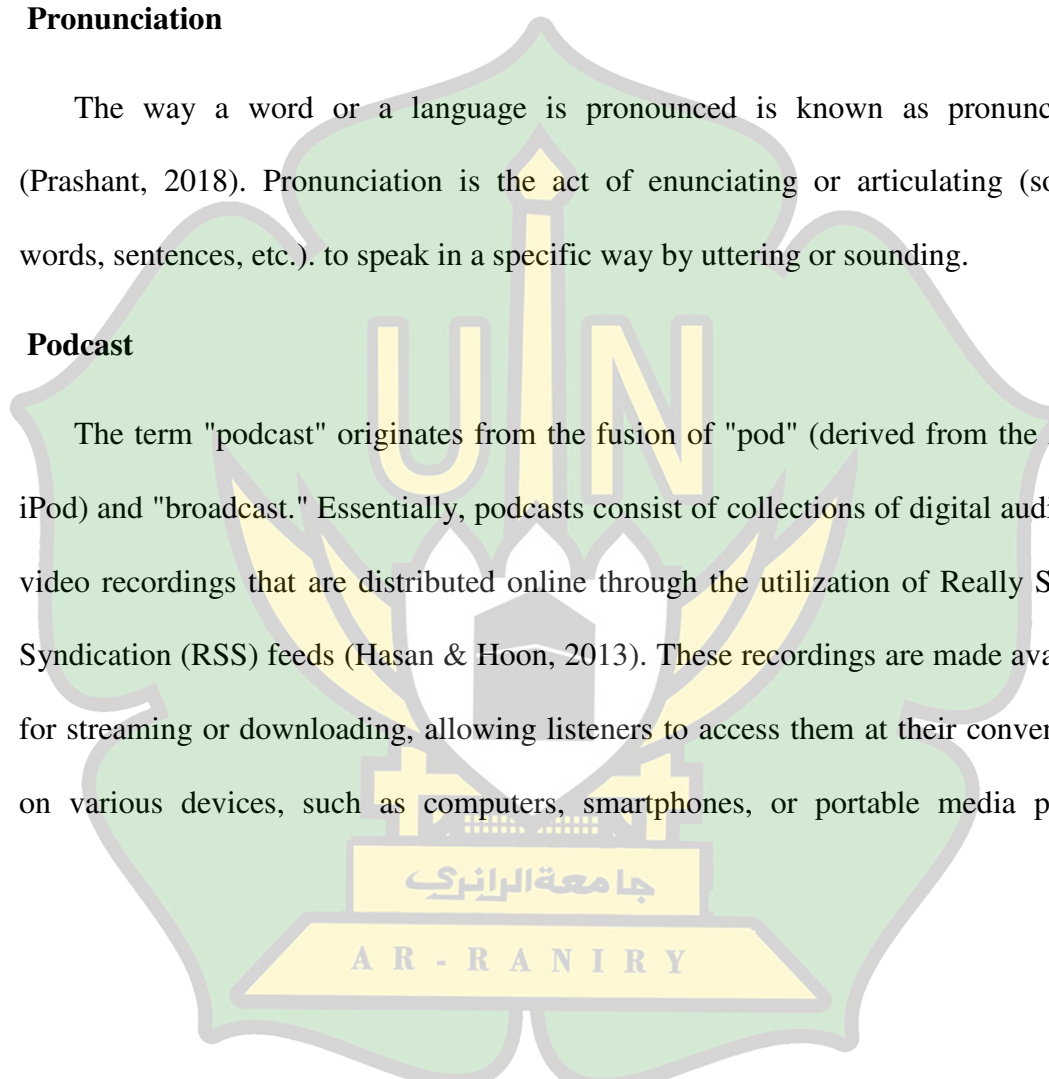 Pronunciation
The way a word or a language is pronounced is known as pronunc
(Prashant, 2018). Pronunciation is the act of enunciating or articulating (so
words, sentences, etc.). to speak in a specific way by uttering or sounding.
Podcast
The term "podcast" originates from the fusion of "pod" (derived from the
iPod) and "broadcast." Essentially, podcasts consist of collections of digital audi
video recordings that are distributed online through the utilization of Really S
Syndication (RSS) feeds (Hasan & Hoon, 2013). These recordings are made ava
for streaming or downloading, allowing listeners to access them at their conver
on various devices, such as computers, smartphones, or portable media p
UIN
جامعة الرانري
AR-RANIRY